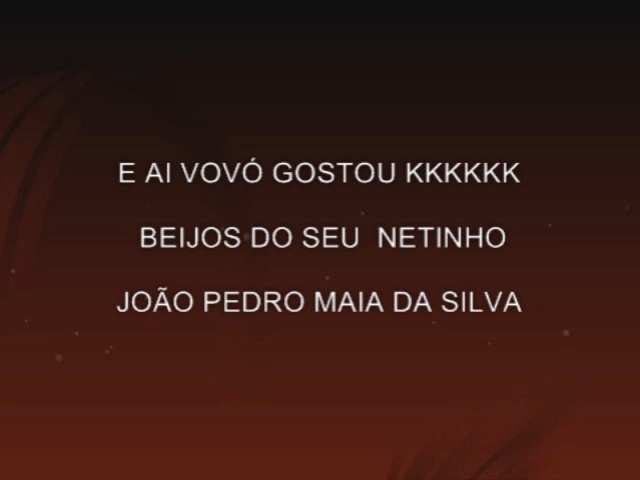 E AI VOVÓ GOSTOU KKKKKK
BEIJOS DO SEU NETINHO
JOÃO PEDRO MAIA DA SILVA